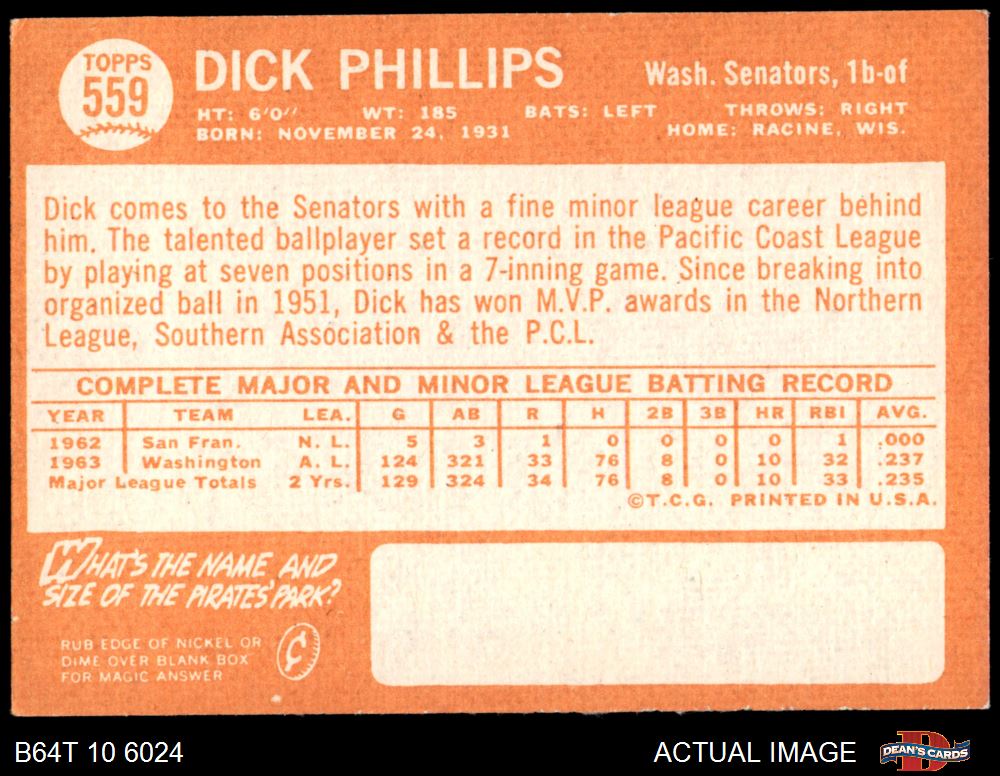 TOPPS
559
DICK PHILLIPS
Wash. Senators, 1b-of
HT: 6'0" WT: 185 BATS: LEFT THROWS: RIGHT
BORN: NOVEMBER 24, 1931 HOME: RACINE, WIS.
Dick comes to the Senators with a fine minor league career behind
him. The talented ballplayer set a record in the Pacific Coast League
by playing at seven positions in a 7-inning game. Since breaking into
organized ball in 1951, Dick has won M.V.P. awards in the Northern
League, Southern Association & the P.C.L.
COMPLETE MAJOR AND MINOR LEAGUE BATTING RECORD
YEAR TEAM LEA. G AB R H 2B 3B HR RBI AVG.
1962 San Fran. N. L. 5 3 1 0 0 0 0 1 .000
1963 Washington A. L. 124 321 33 76 8 0 10 32 .237
Major League Totals 2 Yrs. 129 324 34 76 8 0 10 33 .235
©T.C.G. PRINTED IN U.S.A.
WHAT'S THE NAME AND
SIZE OF THE PIRATES' PARK?
RUB EDGE OF NICKEL OR
DIME OVER BLANK BOX
FOR MAGIC ANSWER
¢
B64T 10 6024
ACTUAL IMAGE
D
DEAN'S CARDS